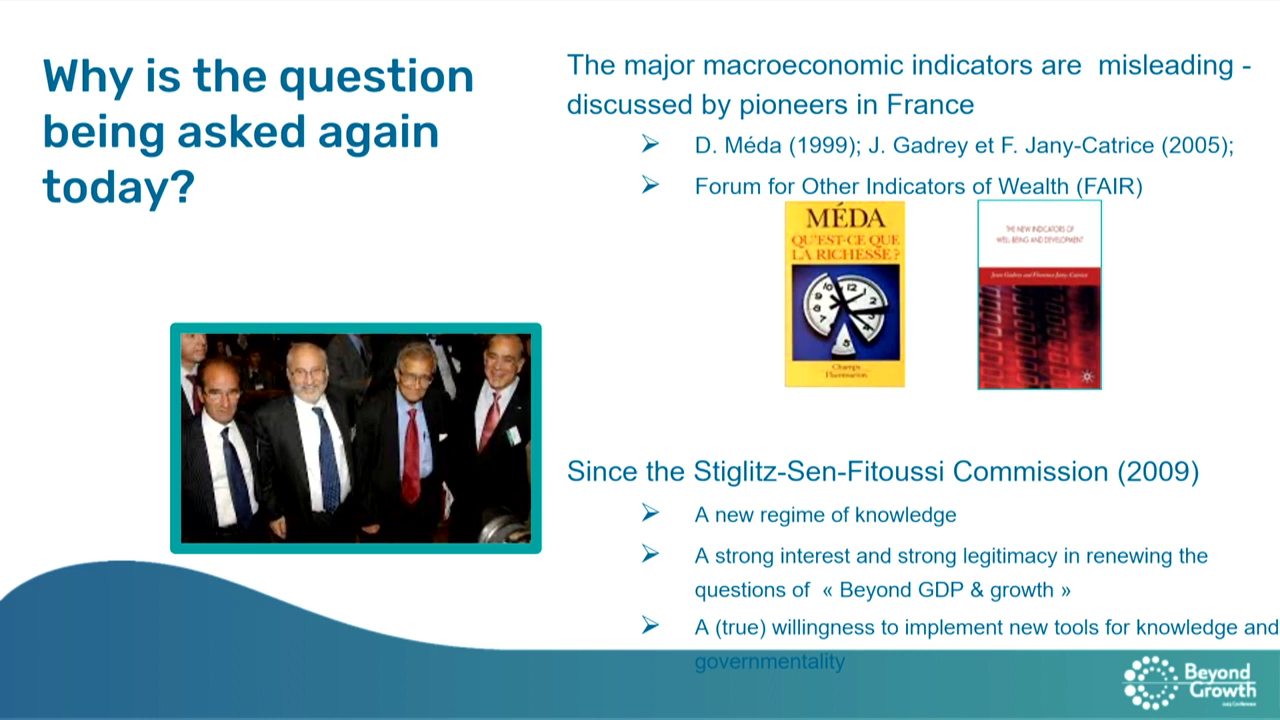 Why is the question
being asked again
today?
The major macroeconomic indicators are misleading -
discussed by pioneers in France
D. Méda (1999); J. Gadrey et F. Jany-Catrice (2005);
Forum for Other Indicators of Wealth (FAIR)
MÉDA
QU'EST-CE QUE
LA RICHESSE?
Champs
Flammarion
THE NEW INDICATORS OF
WELL-BEING AND DEVELOPMENT
Jean Gadrey and Florence Jany-Catrice
Since the Stiglitz-Sen-Fitoussi Commission (2009)
A new regime of knowledge
A strong interest and strong legitimacy in renewing the
questions of « Beyond GDP & growth »
A (true) willingness to implement new tools for knowledge and
governmentality
Beyond
Growth